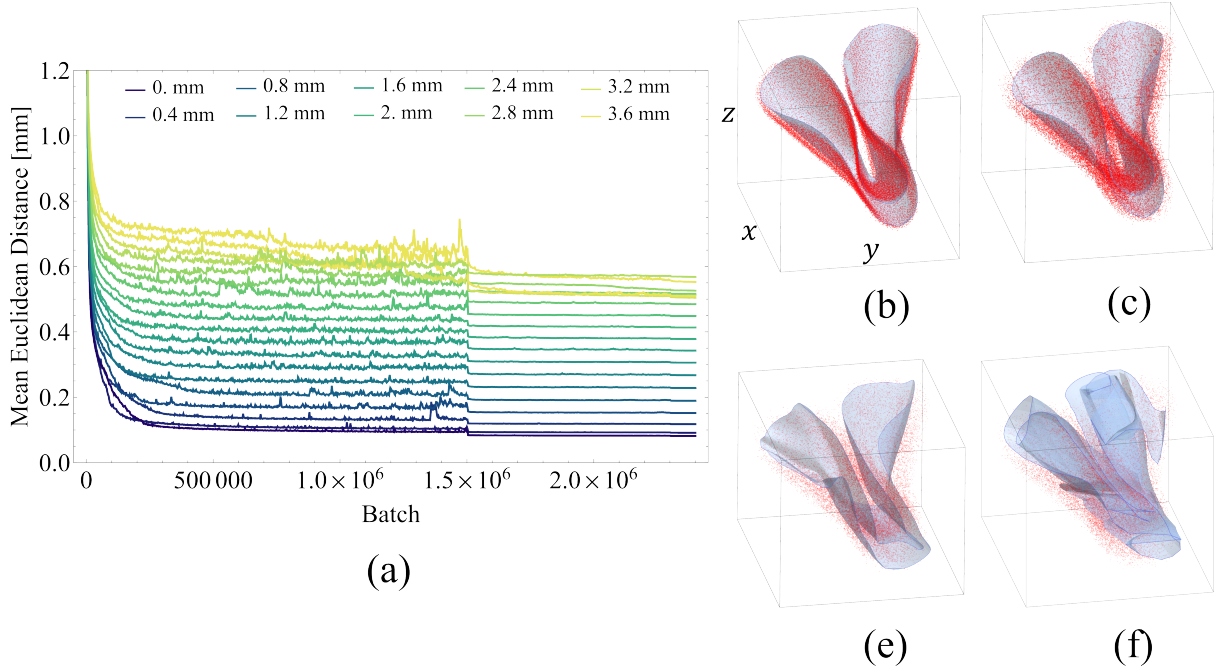 Mean Euclidean Distance [mm]
1.2
1.0
0.8
0.6
0.4
0.2
0.0
0. mm 0.8 mm 1.6 mm 2.4 mm 3.2 mm
0.4 mm 1.2 mm 2. mm 2.8 mm 3.6 mm
0 500 000 1.0 × 10⁶ 1.5 × 10⁶ 2.0 × 10⁶
Batch
(a)
z
x
y
(b)
(c)
(e)
(f)